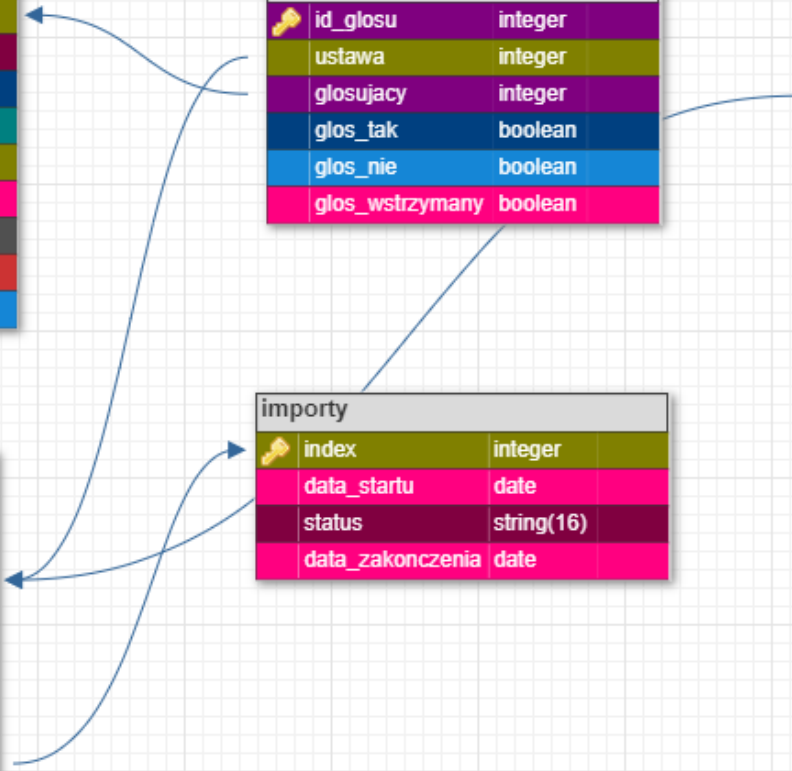 id_glosu integer
ustawa integer
glosujacy integer
glos_tak boolean
glos_nie boolean
glos_wstrzymany boolean
importy
index integer
data_startu date
status string(16)
data_zakonczenia date